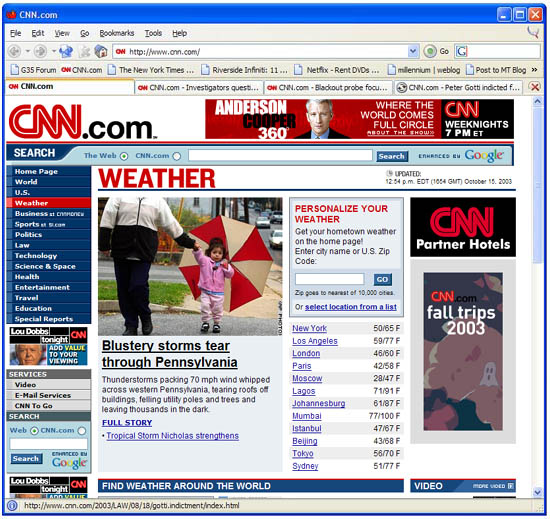 CNN.com
File Edit View Go Bookmarks Tools Help
http://www.cnn.com/
Go
G35 Forum CNN.com The New York Times ... Riverside Infiniti: 11 ... Netflix - Rent DVDs ... millennium | weblog Post to MT Blog »
CNN.com CNN.com - Investigators questi... CNN.com - Blackout probe focu... CNN.com - Peter Gotti indicted f...
CNN.com
ANDERSON COOPER 360°
WHERE THE WORLD COMES FULL CIRCLE
ABOUT THE SHOW»
CNN
WEEKNIGHTS 7 PM ET
SEARCH The Web CNN.com Search ENHANCED BY Google
Home Page
World
U.S.
Weather
Business at CNNMONEY
Sports at SI.com
Politics
Law
Technology
Science & Space
Health
Entertainment
Travel
Education
Special Reports
Lou Dobbs tonight CNN
ADD VALUE TO YOUR VIEWING
SERVICES
Video
E-Mail Services
CNN To Go
SEARCH
Web CNN.com
Search ENHANCED BY Google
Lou Dobbs tonight CNN
WEATHER
UPDATED:
12:54 p.m. EDT (1654 GMT) October 15, 2003
Blustery storms tear
through Pennsylvania
Thunderstorms packing 70 mph wind whipped
across western Pennsylvania, tearing roofs off
buildings, felling utility poles and trees and
leaving thousands in the dark.
FULL STORY
• Tropical Storm Nicholas strengthens
PERSONALIZE YOUR
WEATHER
Get your hometown weather
on the home page!
Enter city name or U.S. Zip
Code:
GO
Zip goes to nearest of 10,000 cities.
Or select location from a list
New York 50/65 F
Los Angeles 59/77 F
London 46/60 F
Paris 42/58 F
Moscow 28/47 F
Lagos 71/91 F
Johannesburg 61/87 F
Mumbai 77/100 F
Istanbul 47/67 F
Beijing 43/68 F
Tokyo 56/70 F
Sydney 51/77 F
CNN
Partner Hotels
CNN.com
fall trips
2003
FIND WEATHER AROUND THE WORLD
VIDEO MORE VIDEO
http://www.cnn.com/2003/LAW/08/18/gotti.indictment/index.html